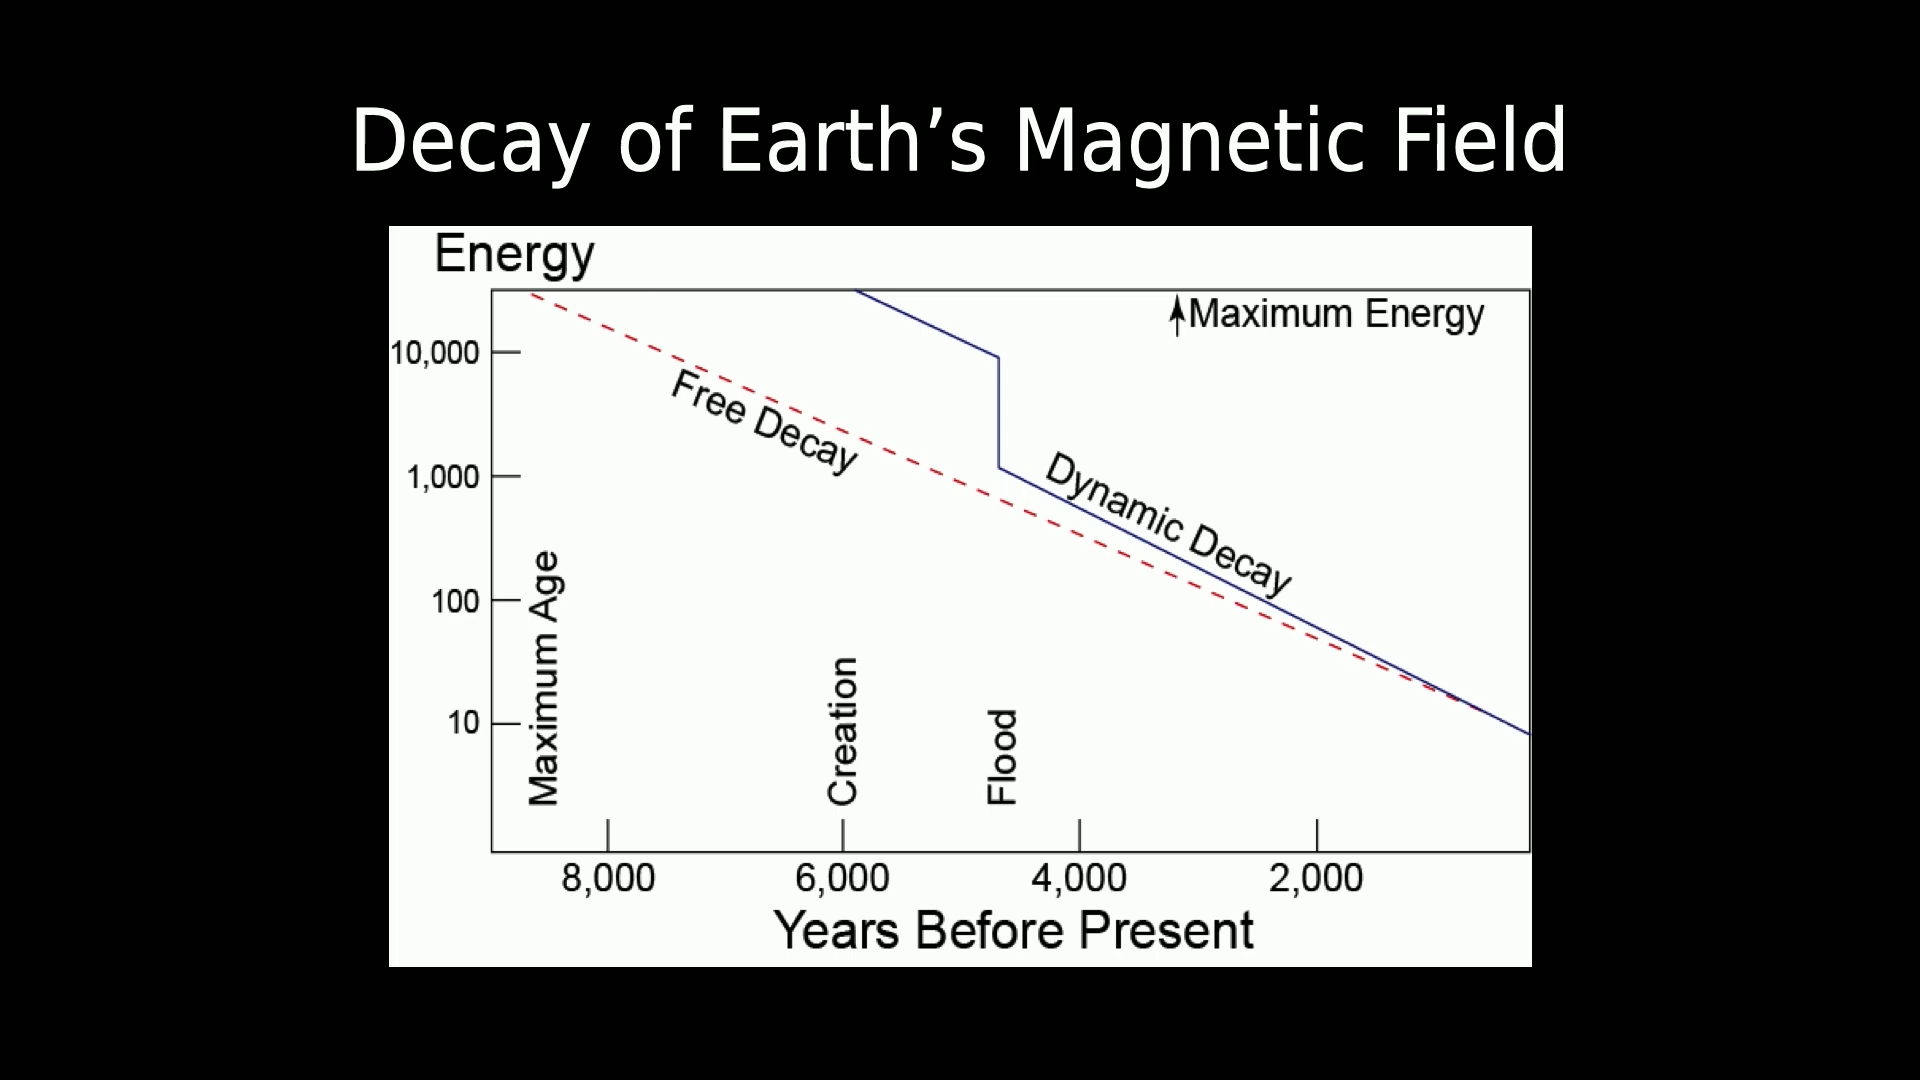 Decay of Earth’s Magnetic Field
Energy
Maximum Energy
10,000
1,000
100
10
Free Decay
Dynamic Decay
Maximum Age
Creation
Flood
8,000
6,000
4,000
2,000
Years Before Present